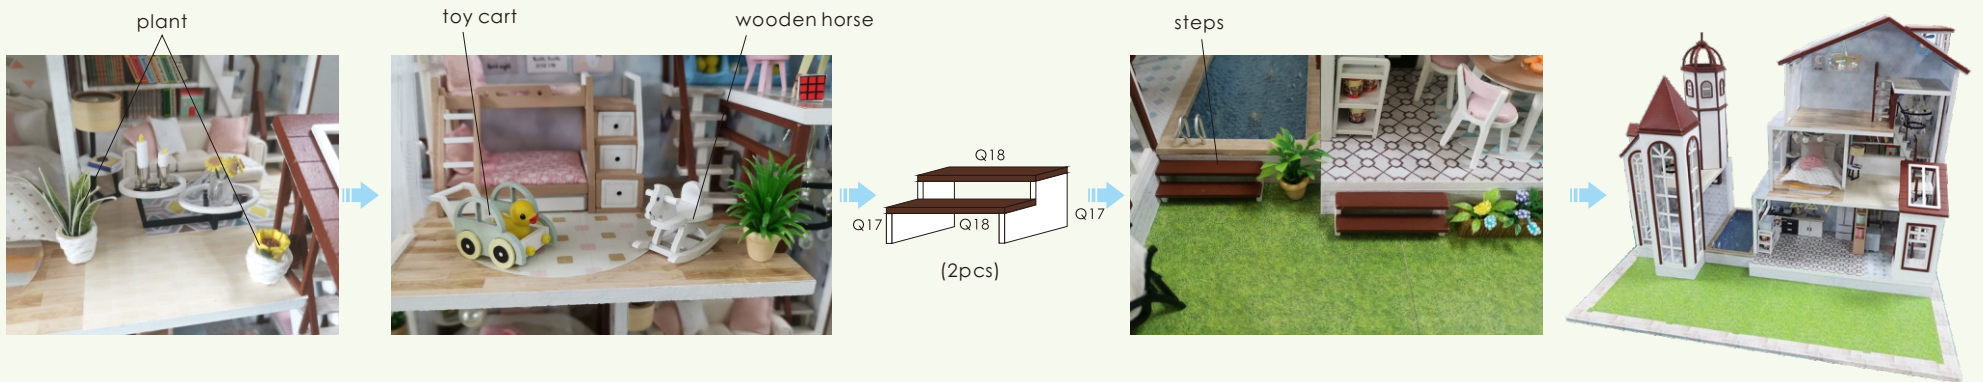 plant
toy cart
wooden horse
steps
Q18
Q17
Q18
Q17
(2pcs)